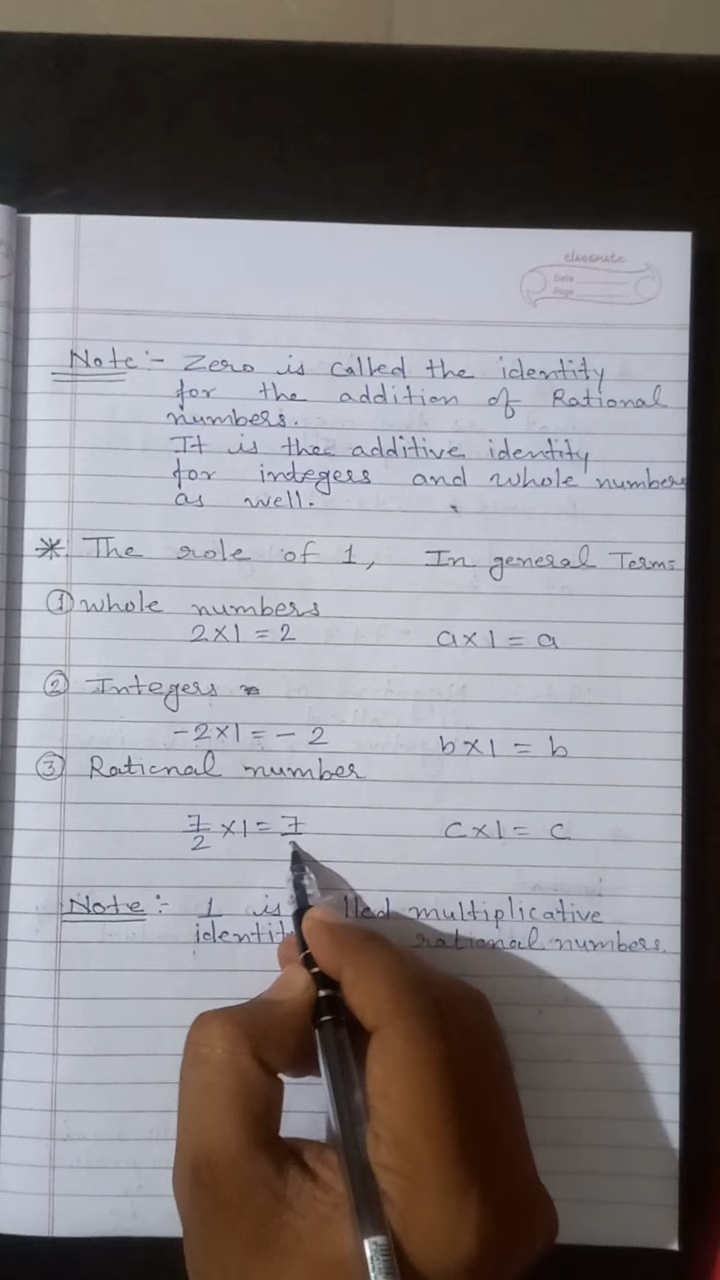 classmate
Date
Page
Note :- Zero is called the identity
for the addition of Rational
numbers.
It is the additive identity
for integers and whole numbers
as well.
* The role of 1, In general Terms
① Whole numbers
2×1 = 2 a×1 = a
② Integers
-2×1 = -2 b×1 = b
③ Rational number
7/2 ×1 = 7 c×1 = c
Note :- 1 is lled multiplicative
identit rational numbers.